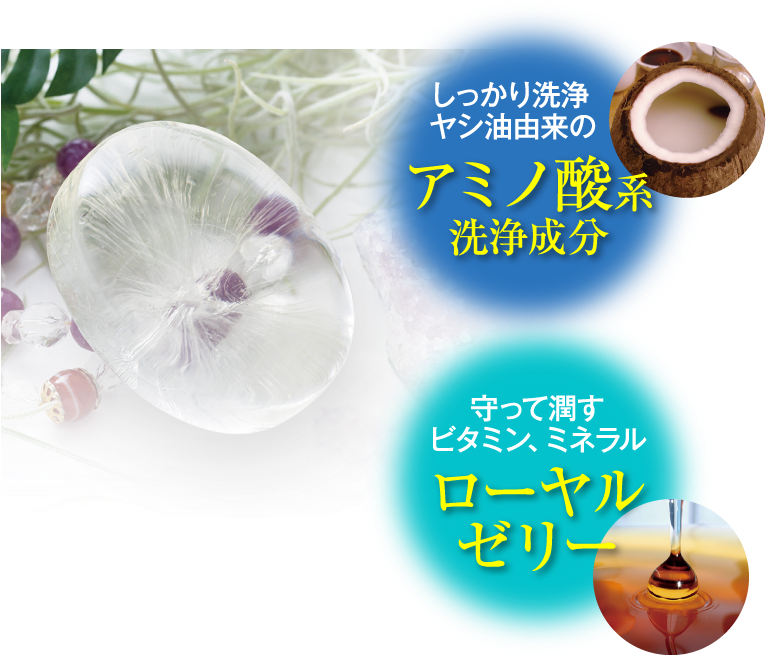 しっかり洗浄
ヤシ油由来の
アミノ酸系
洗浄成分
守って潤す
ビタミン、ミネラル
ローヤル
ゼリー